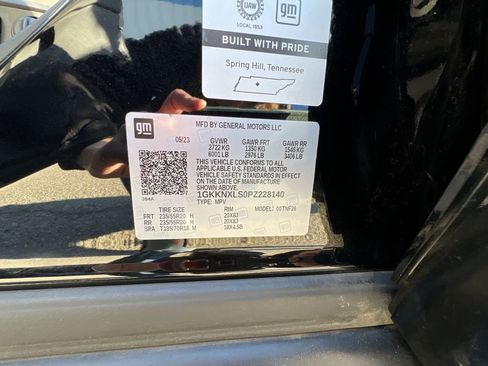 UAW
gm
LOCAL 1853
BUILT WITH PRIDE
Spring Hill, Tennessee
gm
MFD BY GENERAL MOTORS LLC
05/23 GVWR GAWR FRT GAWR RR
2722 KG 1350 KG 1545 KG
6001 LB 2976 LB 3406 LB
THIS VEHICLE CONFORMS TO ALL
APPLICABLE U.S. FEDERAL MOTOR
VEHICLE SAFETY STANDARDS IN EFFECT
ON THE DATE OF MANUFACTURE
SHOWN ABOVE.
1GKKNXLS0PZ228140
TYPE: MPV
TIRE SIZE RIM MODEL: 00TNF26
FRT 235/55R20 H 20X8J
RR 235/55R20 H 20X8J
SPA T135/70R18 M 18X4.5B